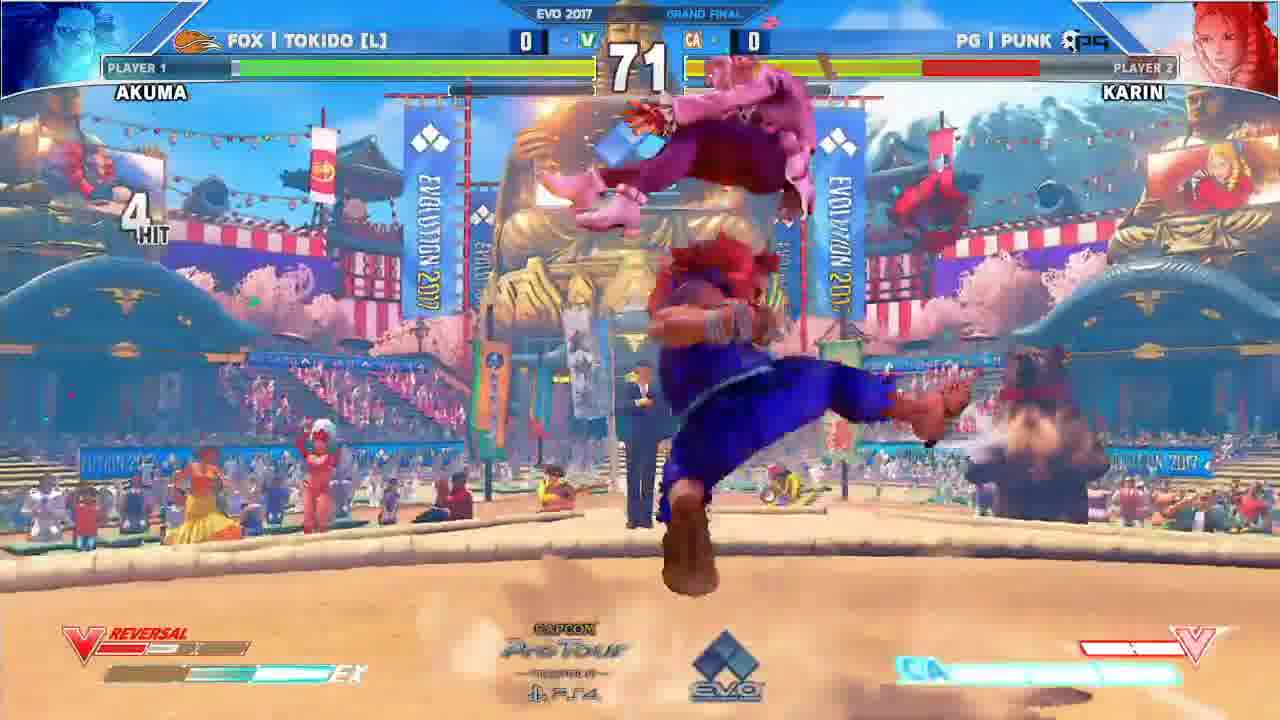 EVO 2017
GRAND FINAL
FOX | TOKIDO [L]
0
V
71
CA
0
PG | PUNK
PLAYER 1
PLAYER 2
AKUMA
KARIN
4
HIT
EVOLUTION 2017
EVOLUTION 2017
REVERSAL
EX
CAPCOM
Pro Tour
PS4
EVO
CA
V